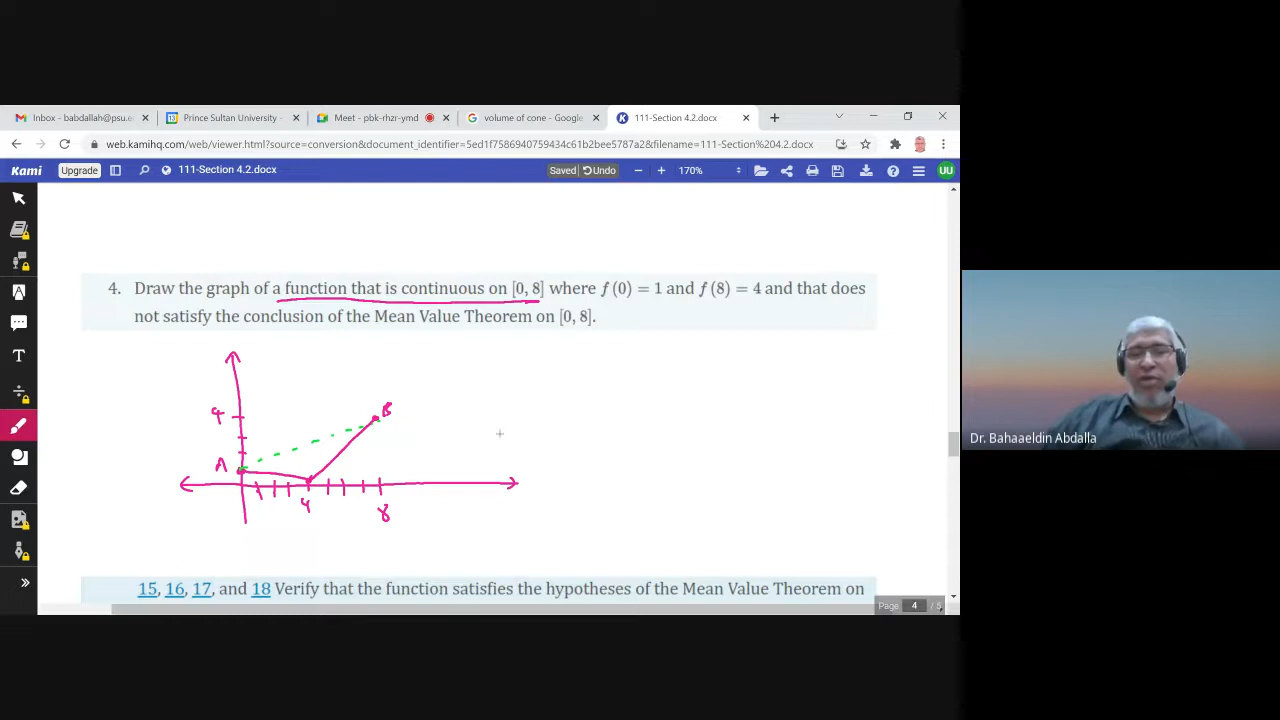 Inbox - babdallah@psu.e
Prince Sultan University -
Meet - pbk-rhzr-ymd
volume of cone - Google
111-Section 4.2.docx
web.kamihq.com/web/viewer.html?source=conversion&document_identifier=5ed1f7586940759434c61b2bee5787a2&filename=111-Section%204.2.docx
Kami Upgrade 111-Section 4.2.docx Saved Undo 170% UU
4. Draw the graph of a function that is continuous on [0, 8] where f (0) = 1 and f (8) = 4 and that does
not satisfy the conclusion of the Mean Value Theorem on [0, 8].
4
B
A
4
8
Dr. Bahaaeldin Abdalla
15, 16, 17, and 18 Verify that the function satisfies the hypotheses of the Mean Value Theorem on
Page 4 / 5